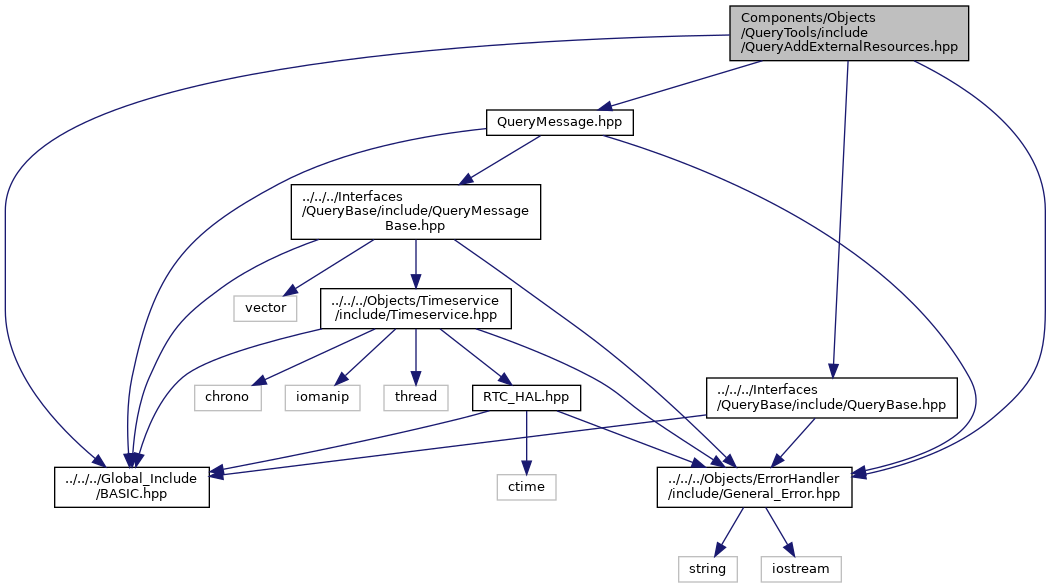 Components/Objects
/QueryTools/include
/QueryAddExternalResources.hpp
QueryMessage.hpp
../../../Interfaces
/QueryBase/include/QueryMessage
Base.hpp
vector
../../../Objects/Timeservice
/include/Timeservice.hpp
chrono
iomanip
thread
RTC_HAL.hpp
../../../Interfaces
/QueryBase/include/QueryBase.hpp
../../../Global_Include
/BASIC.hpp
ctime
../../../Objects/ErrorHandler
/include/General_Error.hpp
string
iostream